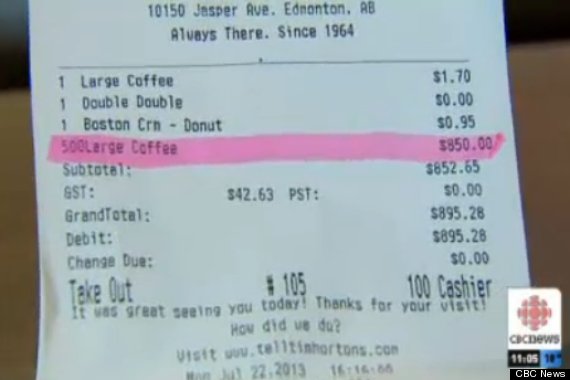 10150 Jasper Ave. Edmonton, AB
Always There. Since 1964
1 Large Coffee $1.70
1 Double Double $0.00
1 Boston Crm - Donut $0.95
500Large Coffee $850.00
Subtotal: $852.65
GST: $42.63 PST: $0.00
GrandTotal: $895.28
Debit: $895.28
Change Due: $0.00
Take Out # 105 100 Cashier
It was great seeing you today! Thanks for your visit!
How did we do?
Visit www.telltimhortons.com
Mon Jul 22,2013 16:16:66
CBCNEWS
11:05 18°
CBC News